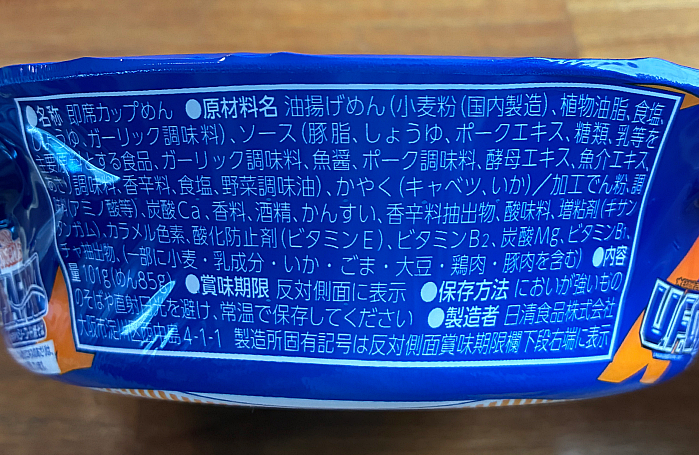 ●名称 即席カップめん ●原材料名 油揚げめん(小麦粉(国内製造)、植物油脂、食塩、
しょうゆ、ガーリック調味料)、ソース(豚脂、しょうゆ、ポークエキス、糖類、乳等を
主要原料とする食品、ガーリック調味料、魚醤、ポーク調味料、酵母エキス、魚介エキス、
調味料、香辛料、食塩、野菜調味油)、かやく(キャベツ、いか)/加工でん粉、調
(アミノ酸等)、炭酸Ca、香料、酒精、かんすい、香辛料抽出物、酸味料、増粘剤(キサン
タンガム)、カラメル色素、酸化防止剤(ビタミンE)、ビタミンB2、炭酸Mg、ビタミンB1、
抽出物、(一部に小麦・乳成分・いか・ごま・大豆・鶏肉・豚肉を含む) ●内容
量 101g(めん85g) ●賞味期限 反対側面に表示 ●保存方法 においが強いもの
のそばや直射日光を避け、常温で保存してください ●製造者 日清食品株式会社
大阪市淀川区西中島4-1-1 製造所固有記号は反対側面賞味期限欄下段右端に表示